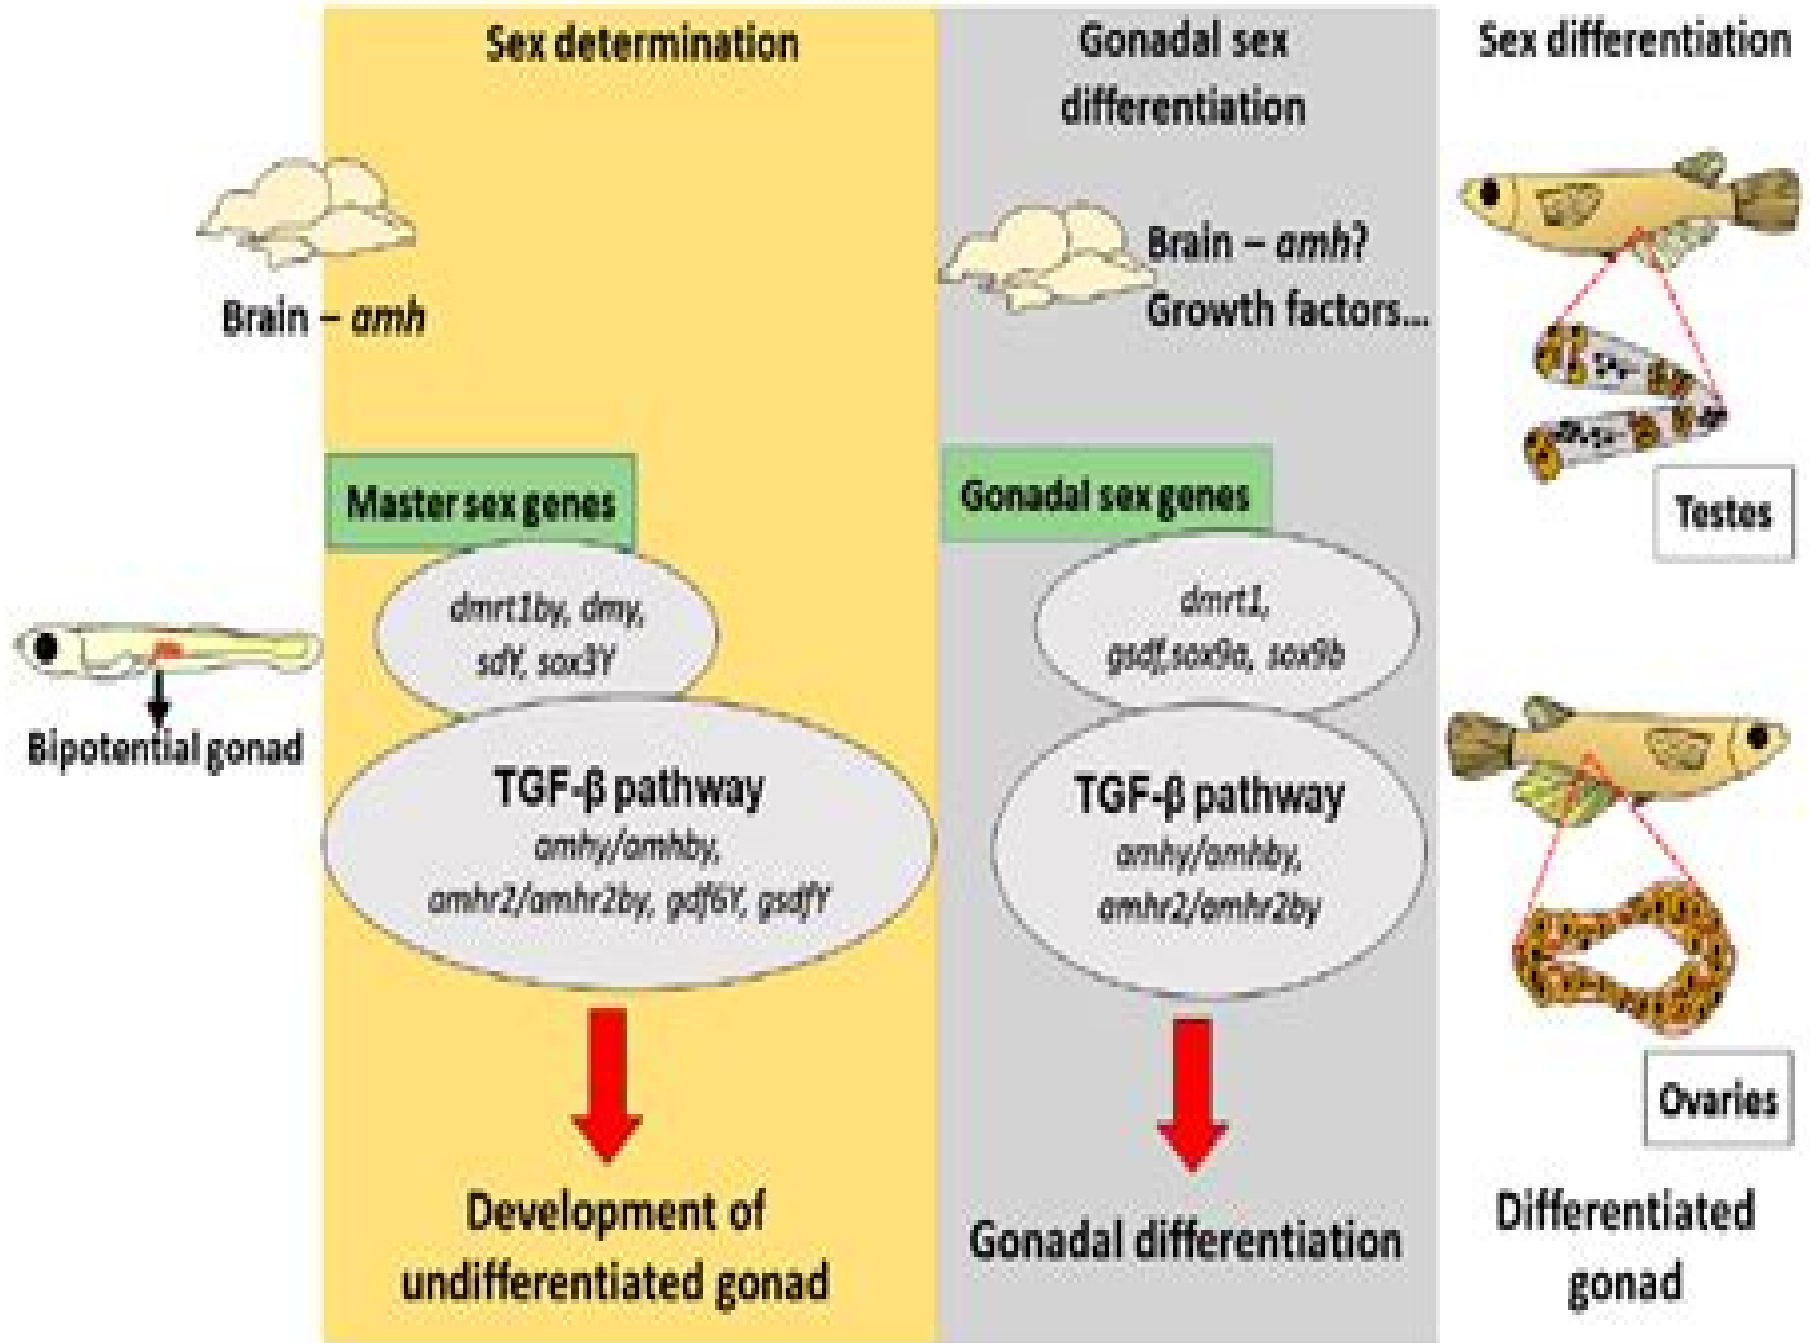 Sex determination
Gonadal sex
differentiation
Sex differentiation
Brain – amh
Brain – amh?
Growth factors...
Master sex genes
Gonadal sex genes
Testes
dmrt1by, dmy,
sdY, sox3Y
dmrt1,
gsdf,sox9a, sox9b
Bipotential gonad
TGF-β pathway
amhy/amhby,
amhr2/amhr2by, gdf6Y, gsdfY
TGF-β pathway
amhy/amhby,
amhr2/amhr2by
Ovaries
Development of
undifferentiated gonad
Gonadal differentiation
Differentiated
gonad